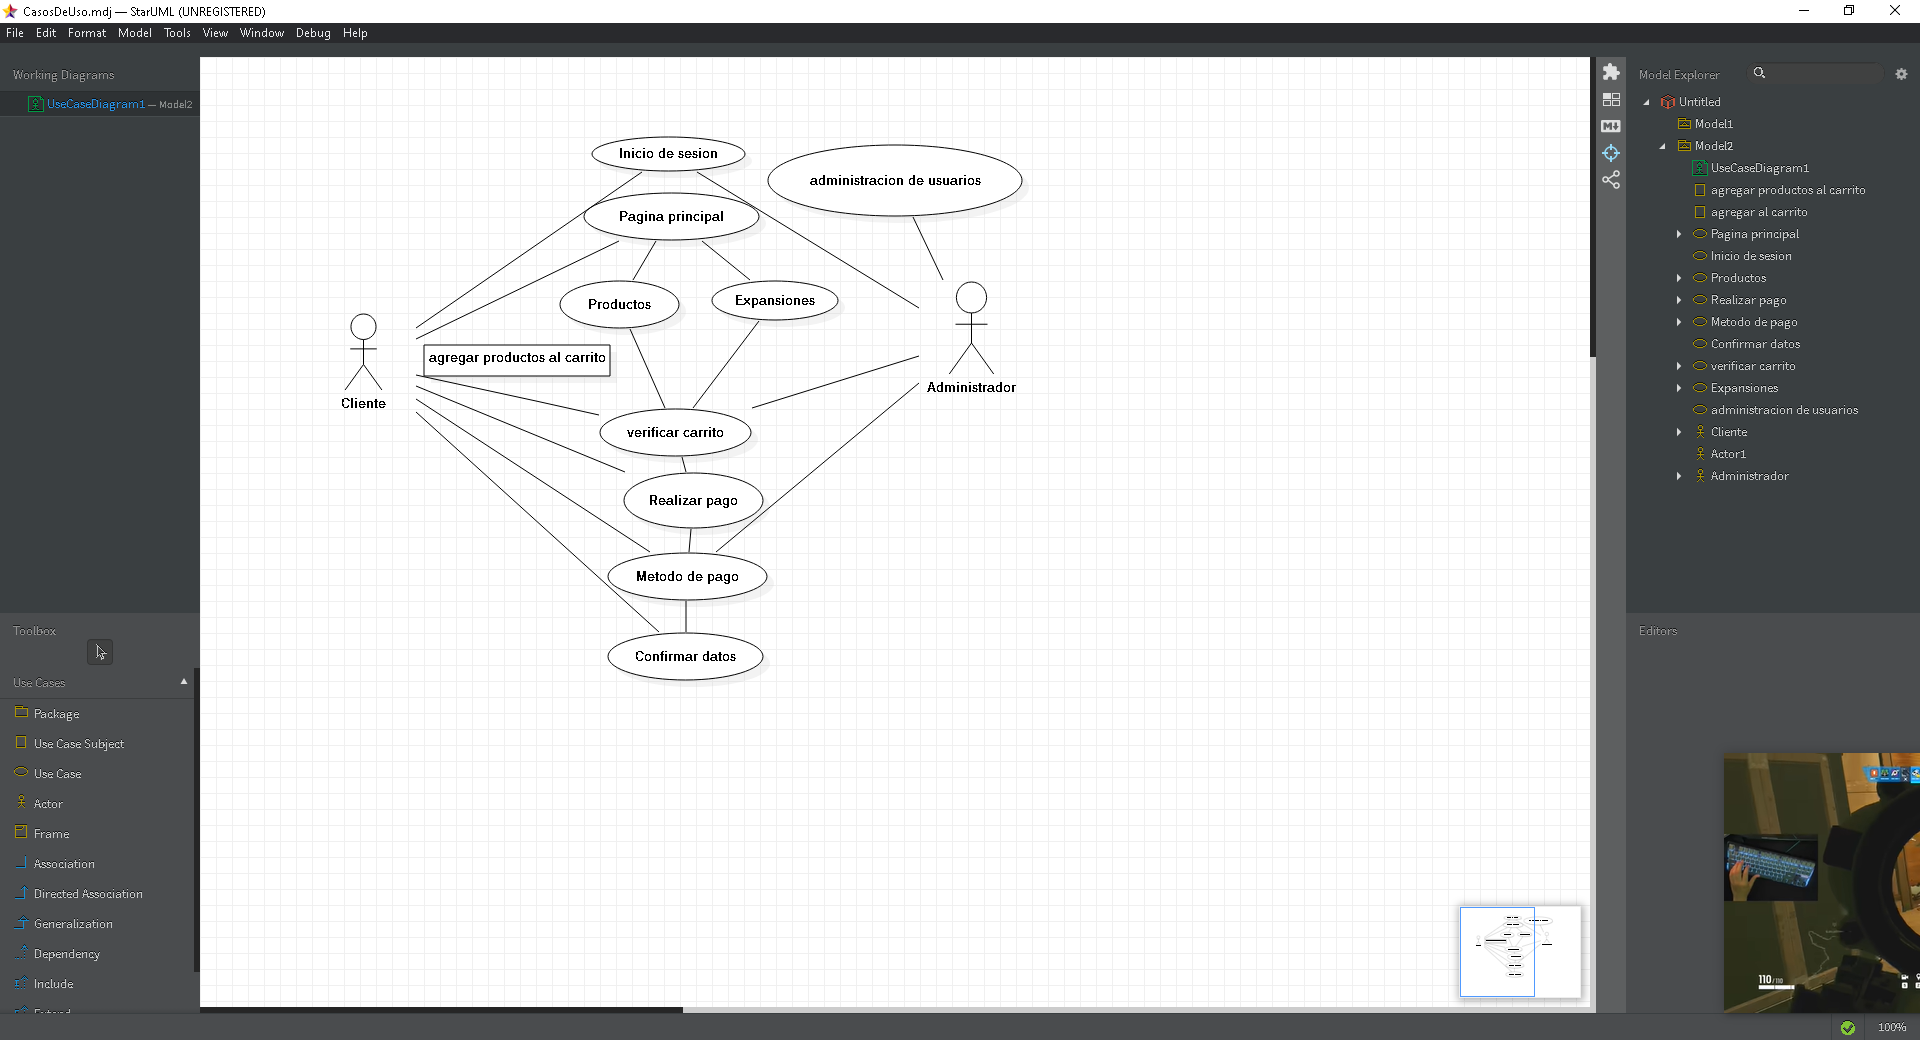 CasosDeUso.mdj — StarUML (UNREGISTERED)
File Edit Format Model Tools View Window Debug Help
Working Diagrams
UseCaseDiagram1 — Model2
Toolbox
Use Cases
Package
Use Case Subject
Use Case
Actor
Frame
Association
Directed Association
Generalization
Dependency
Include
Extend
Inicio de sesion
administracion de usuarios
Pagina principal
Productos
Expansiones
agregar productos al carrito
Cliente
Administrador
verificar carrito
Realizar pago
Metodo de pago
Confirmar datos
Model Explorer
Untitled
Model1
Model2
UseCaseDiagram1
agregar productos al carrito
agregar al carrito
Pagina principal
Inicio de sesion
Productos
Realizar pago
Metodo de pago
Confirmar datos
verificar carrito
Expansiones
administracion de usuarios
Cliente
Actor1
Administrador
Editors
110
100%